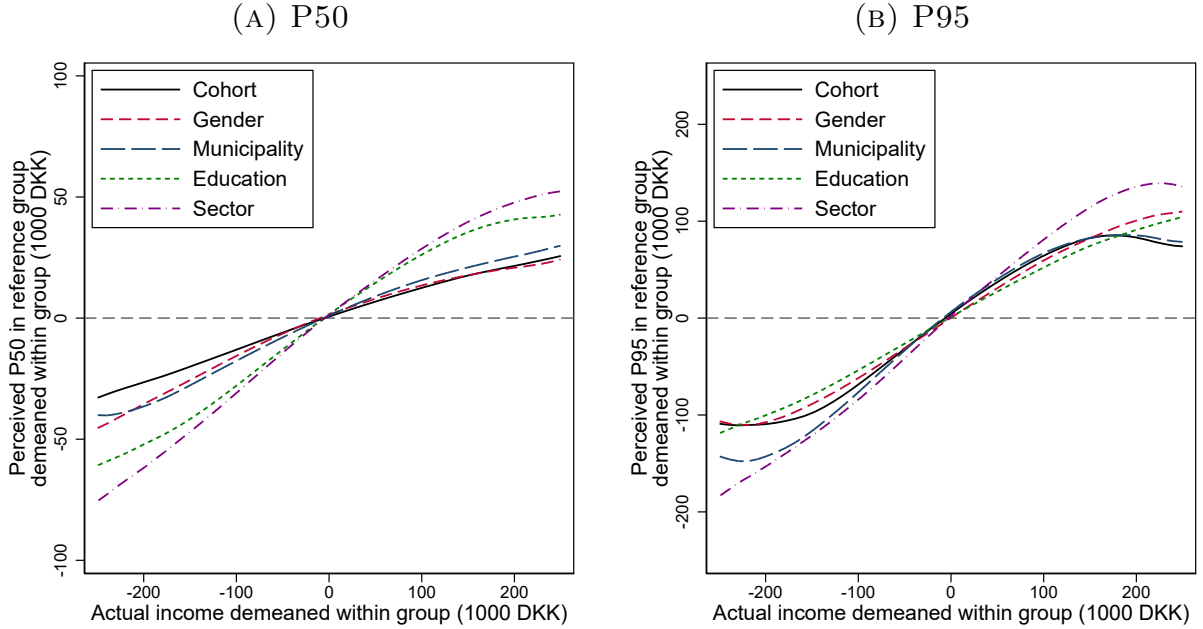 (A) P50
Perceived P50 in reference group
demeaned within group (1000 DKK)
100
50
0
-50
-100
Cohort
Gender
Municipality
Education
Sector
-200 -100 0 100 200
Actual income demeaned within group (1000 DKK)
(B) P95
Perceived P95 in reference group
demeaned within group (1000 DKK)
200
100
0
-100
-200
Cohort
Gender
Municipality
Education
Sector
-200 -100 0 100 200
Actual income demeaned within group (1000 DKK)